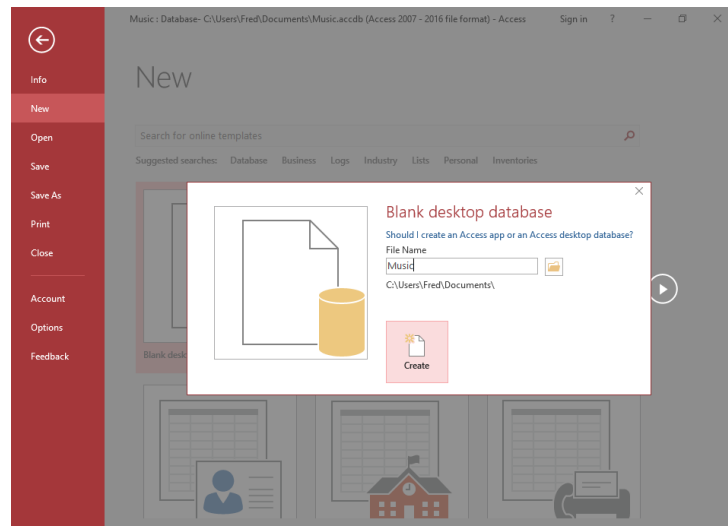 Music : Database- C:\Users\Fred\Documents\Music.accdb (Access 2007 - 2016 file format) - Access
Sign in ?
Info
New
Open
Save
Save As
Print
Close
Account
Options
Feedback
New
Search for online templates
Suggested searches: Database Business Logs Industry Lists Personal Inventories
Blank desk
Blank desktop database
Should I create an Access app or an Access desktop database?
File Name
Music
C:\Users\Fred\Documents\
Create